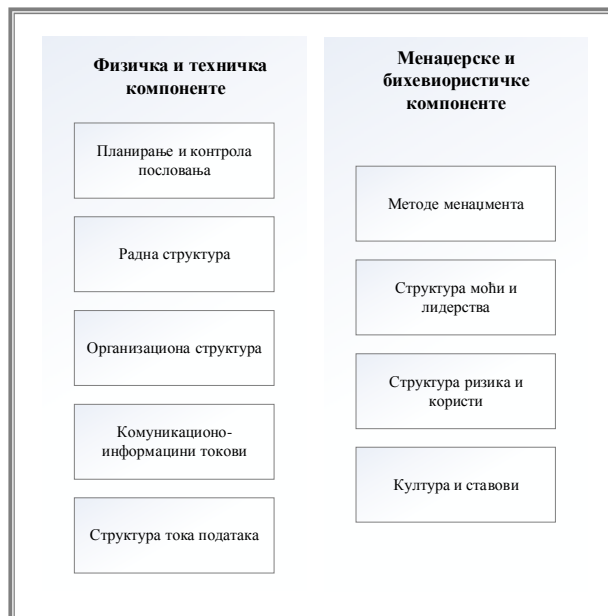 Физичка и техничка
компоненте
Планирање и контрола
пословања
Радна структура
Организациона структура
Комуникационо-
информацини токови
Структура тока података
Менаџерске и
бихевиористичке
компоненте
Методе менаџмента
Структура моћи и
лидерства
Структура ризика и
користи
Култура и ставови